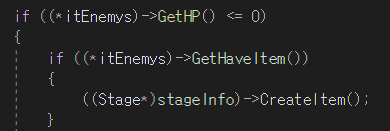 if ((*itEnemys)->GetHP() <= 0)
{
if ((*itEnemys)->GetHaveItem())
{
((Stage*)stageInfo)->CreateItem();
}